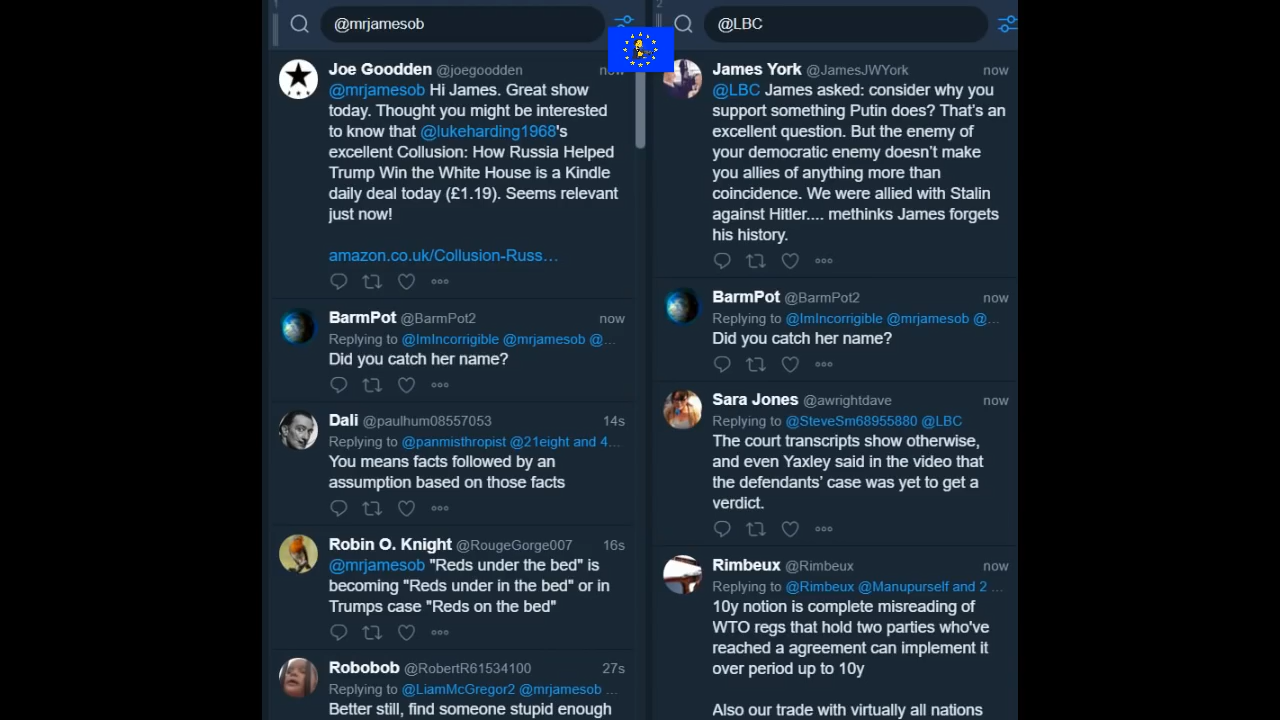 1
@mrjamesob
Joe Goodden @joegoodden now
@mrjamesob Hi James. Great show
today. Thought you might be interested
to know that @lukeharding1968's
excellent Collusion: How Russia Helped
Trump Win the White House is a Kindle
daily deal today (£1.19). Seems relevant
just now!
amazon.co.uk/Collusion-Russ…
BarmPot @BarmPot2 now
Replying to @ImIncorrigible @mrjamesob @…
Did you catch her name?
Dali @paulhum08557053 14s
Replying to @panmisthropist @21eight and 4…
You means facts followed by an
assumption based on those facts
Robin O. Knight @RougeGorge007 16s
@mrjamesob "Reds under the bed" is
becoming "Reds under in the bed" or in
Trumps case "Reds on the bed"
Robobob @RobertR61534100 27s
Replying to @LiamMcGregor2 @mrjamesob …
Better still, find someone stupid enough
2
@LBC
James York @JamesJWYork now
@LBC James asked: consider why you
support something Putin does? That's an
excellent question. But the enemy of
your democratic enemy doesn't make
you allies of anything more than
coincidence. We were allied with Stalin
against Hitler.... methinks James forgets
his history.
BarmPot @BarmPot2 now
Replying to @ImIncorrigible @mrjamesob @…
Did you catch her name?
Sara Jones @awrightdave now
Replying to @SteveSm68955880 @LBC
The court transcripts show otherwise,
and even Yaxley said in the video that
the defendants' case was yet to get a
verdict.
Rimbeux @Rimbeux now
Replying to @Rimbeux @Manupurself and 2 …
10y notion is complete misreading of
WTO regs that hold two parties who've
reached a agreement can implement it
over period up to 10y
Also our trade with virtually all nations